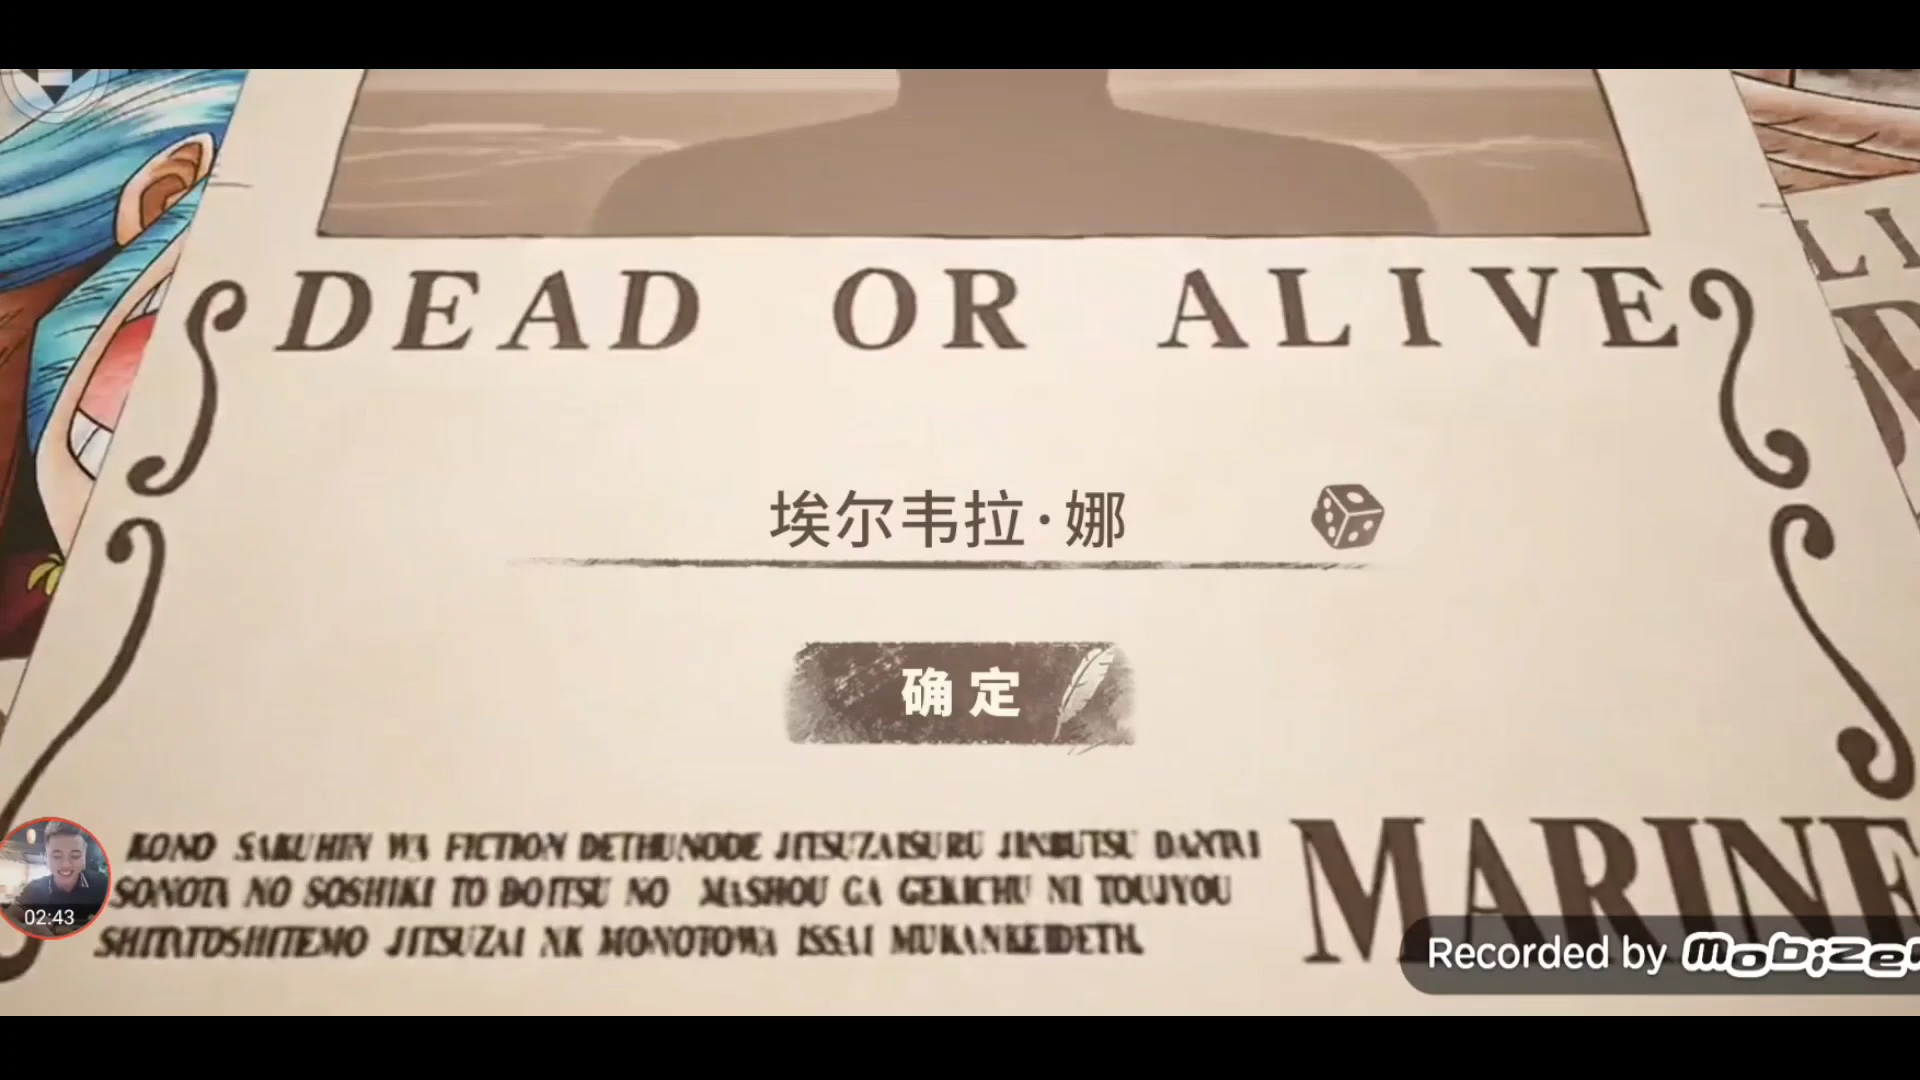 DEAD OR ALIVE
埃尔韦拉·娜
确定
KONO SAKUHIN WA FICTION DETHUNODE JITSUZAISURU JINBUTSU DANTAI
SONOTA NO SOSHIKI TO DOITSU NO MASHOU GA GEKICHU NI TOUJYOU
SHITATOSHITEMO JITSUZAI NK MONOTOWA ISSAI MUKANKEIDETH.
MARINE
02:43
Recorded by Mobizen